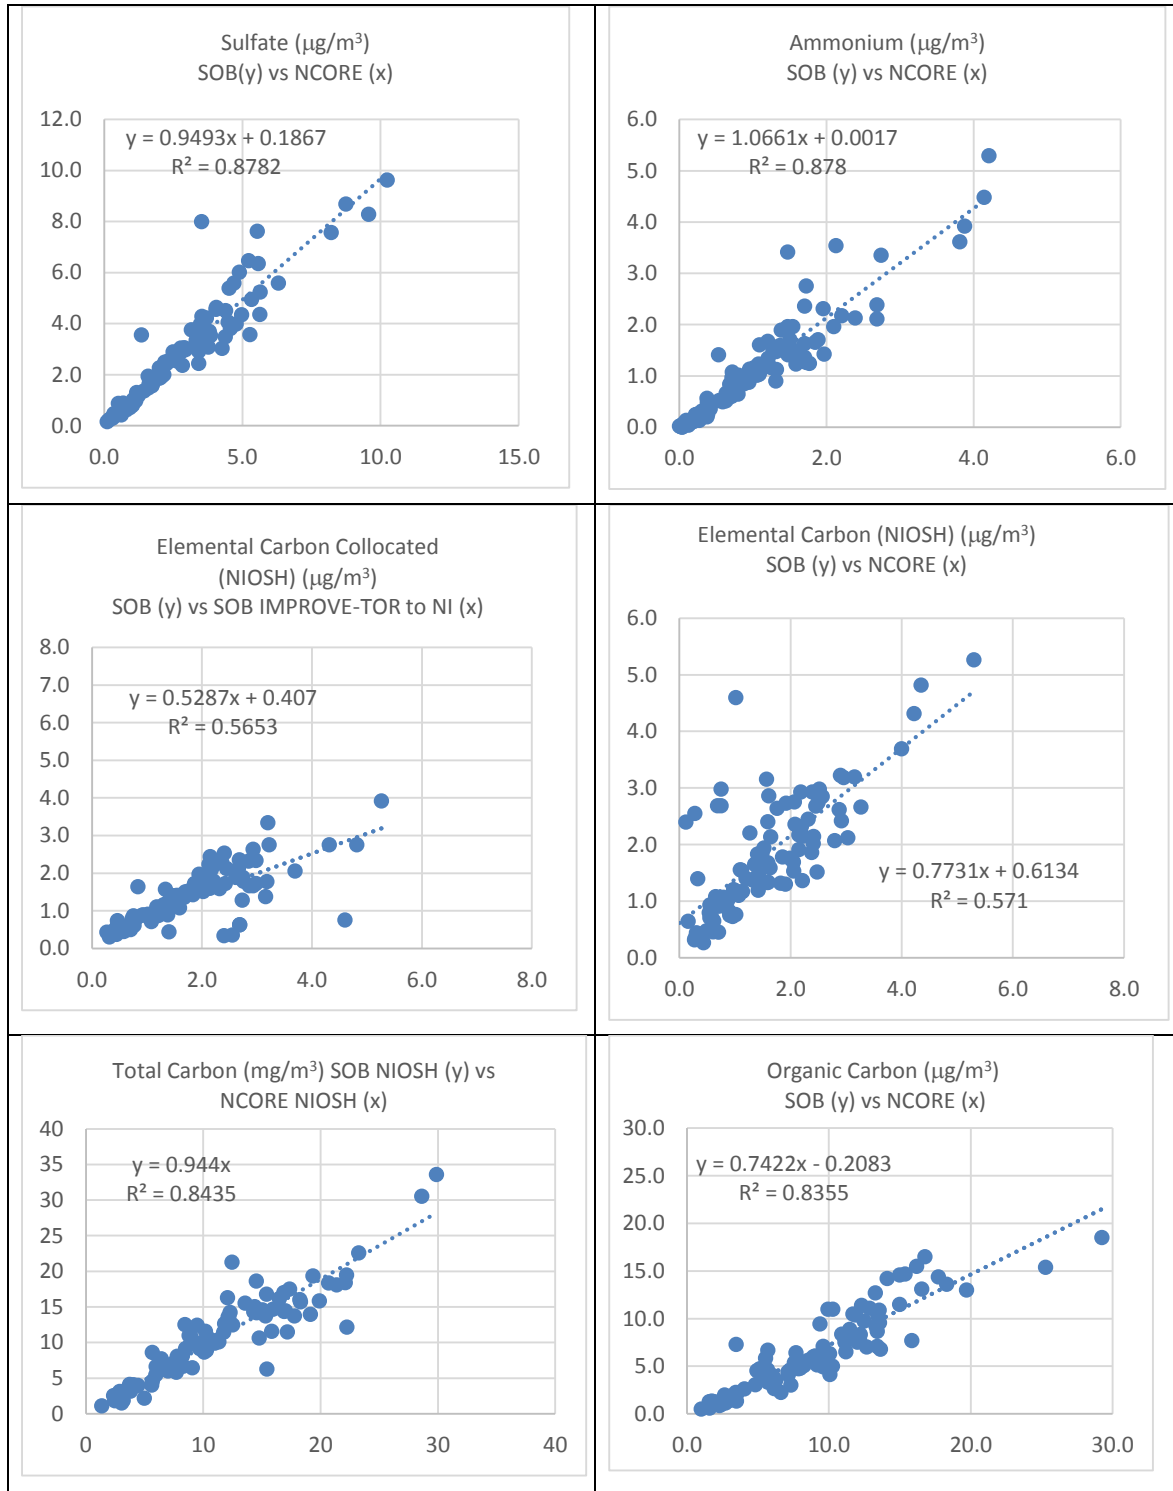 Sulfate (μg/m³)
SOB(y) vs NCORE (x)
y = 0.9493x + 0.1867
R² = 0.8782
12.0
10.0
8.0
6.0
4.0
2.0
0.0
0.0 5.0 10.0 15.0
Ammonium (μg/m³)
SOB (y) vs NCORE (x)
y = 1.0661x + 0.0017
R² = 0.878
6.0
5.0
4.0
3.0
2.0
1.0
0.0
0.0 2.0 4.0 6.0
Elemental Carbon Collocated
(NIOSH) (μg/m³)
SOB (y) vs SOB IMPROVE-TOR to NI (x)
8.0
7.0
6.0
5.0
4.0
3.0
2.0
1.0
0.0
y = 0.5287x + 0.407
R² = 0.5653
0.0 2.0 4.0 6.0 8.0
Elemental Carbon (NIOSH) (μg/m³)
SOB (y) vs NCORE (x)
6.0
5.0
4.0
3.0
2.0
1.0
0.0
y = 0.7731x + 0.6134
R² = 0.571
0.0 2.0 4.0 6.0 8.0
Total Carbon (mg/m³) SOB NIOSH (y) vs
NCORE NIOSH (x)
40
35
30
25
20
15
10
5
0
y = 0.944x
R² = 0.8435
0 10 20 30 40
Organic Carbon (μg/m³)
SOB (y) vs NCORE (x)
30.0
25.0
20.0
15.0
10.0
5.0
0.0
y = 0.7422x - 0.2083
R² = 0.8355
0.0 10.0 20.0 30.0